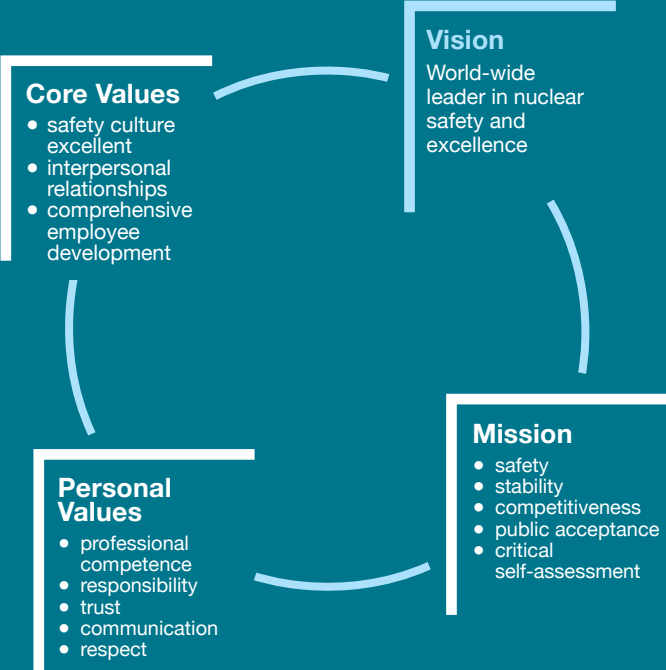 Vision
World-wide
leader in nuclear
safety and
excellence
Core Values
• safety culture
excellent
• interpersonal
relationships
• comprehensive
employee
development
Mission
• safety
• stability
• competitiveness
• public acceptance
• critical
self-assessment
Personal
Values
• professional
competence
• responsibility
• trust
• communication
• respect